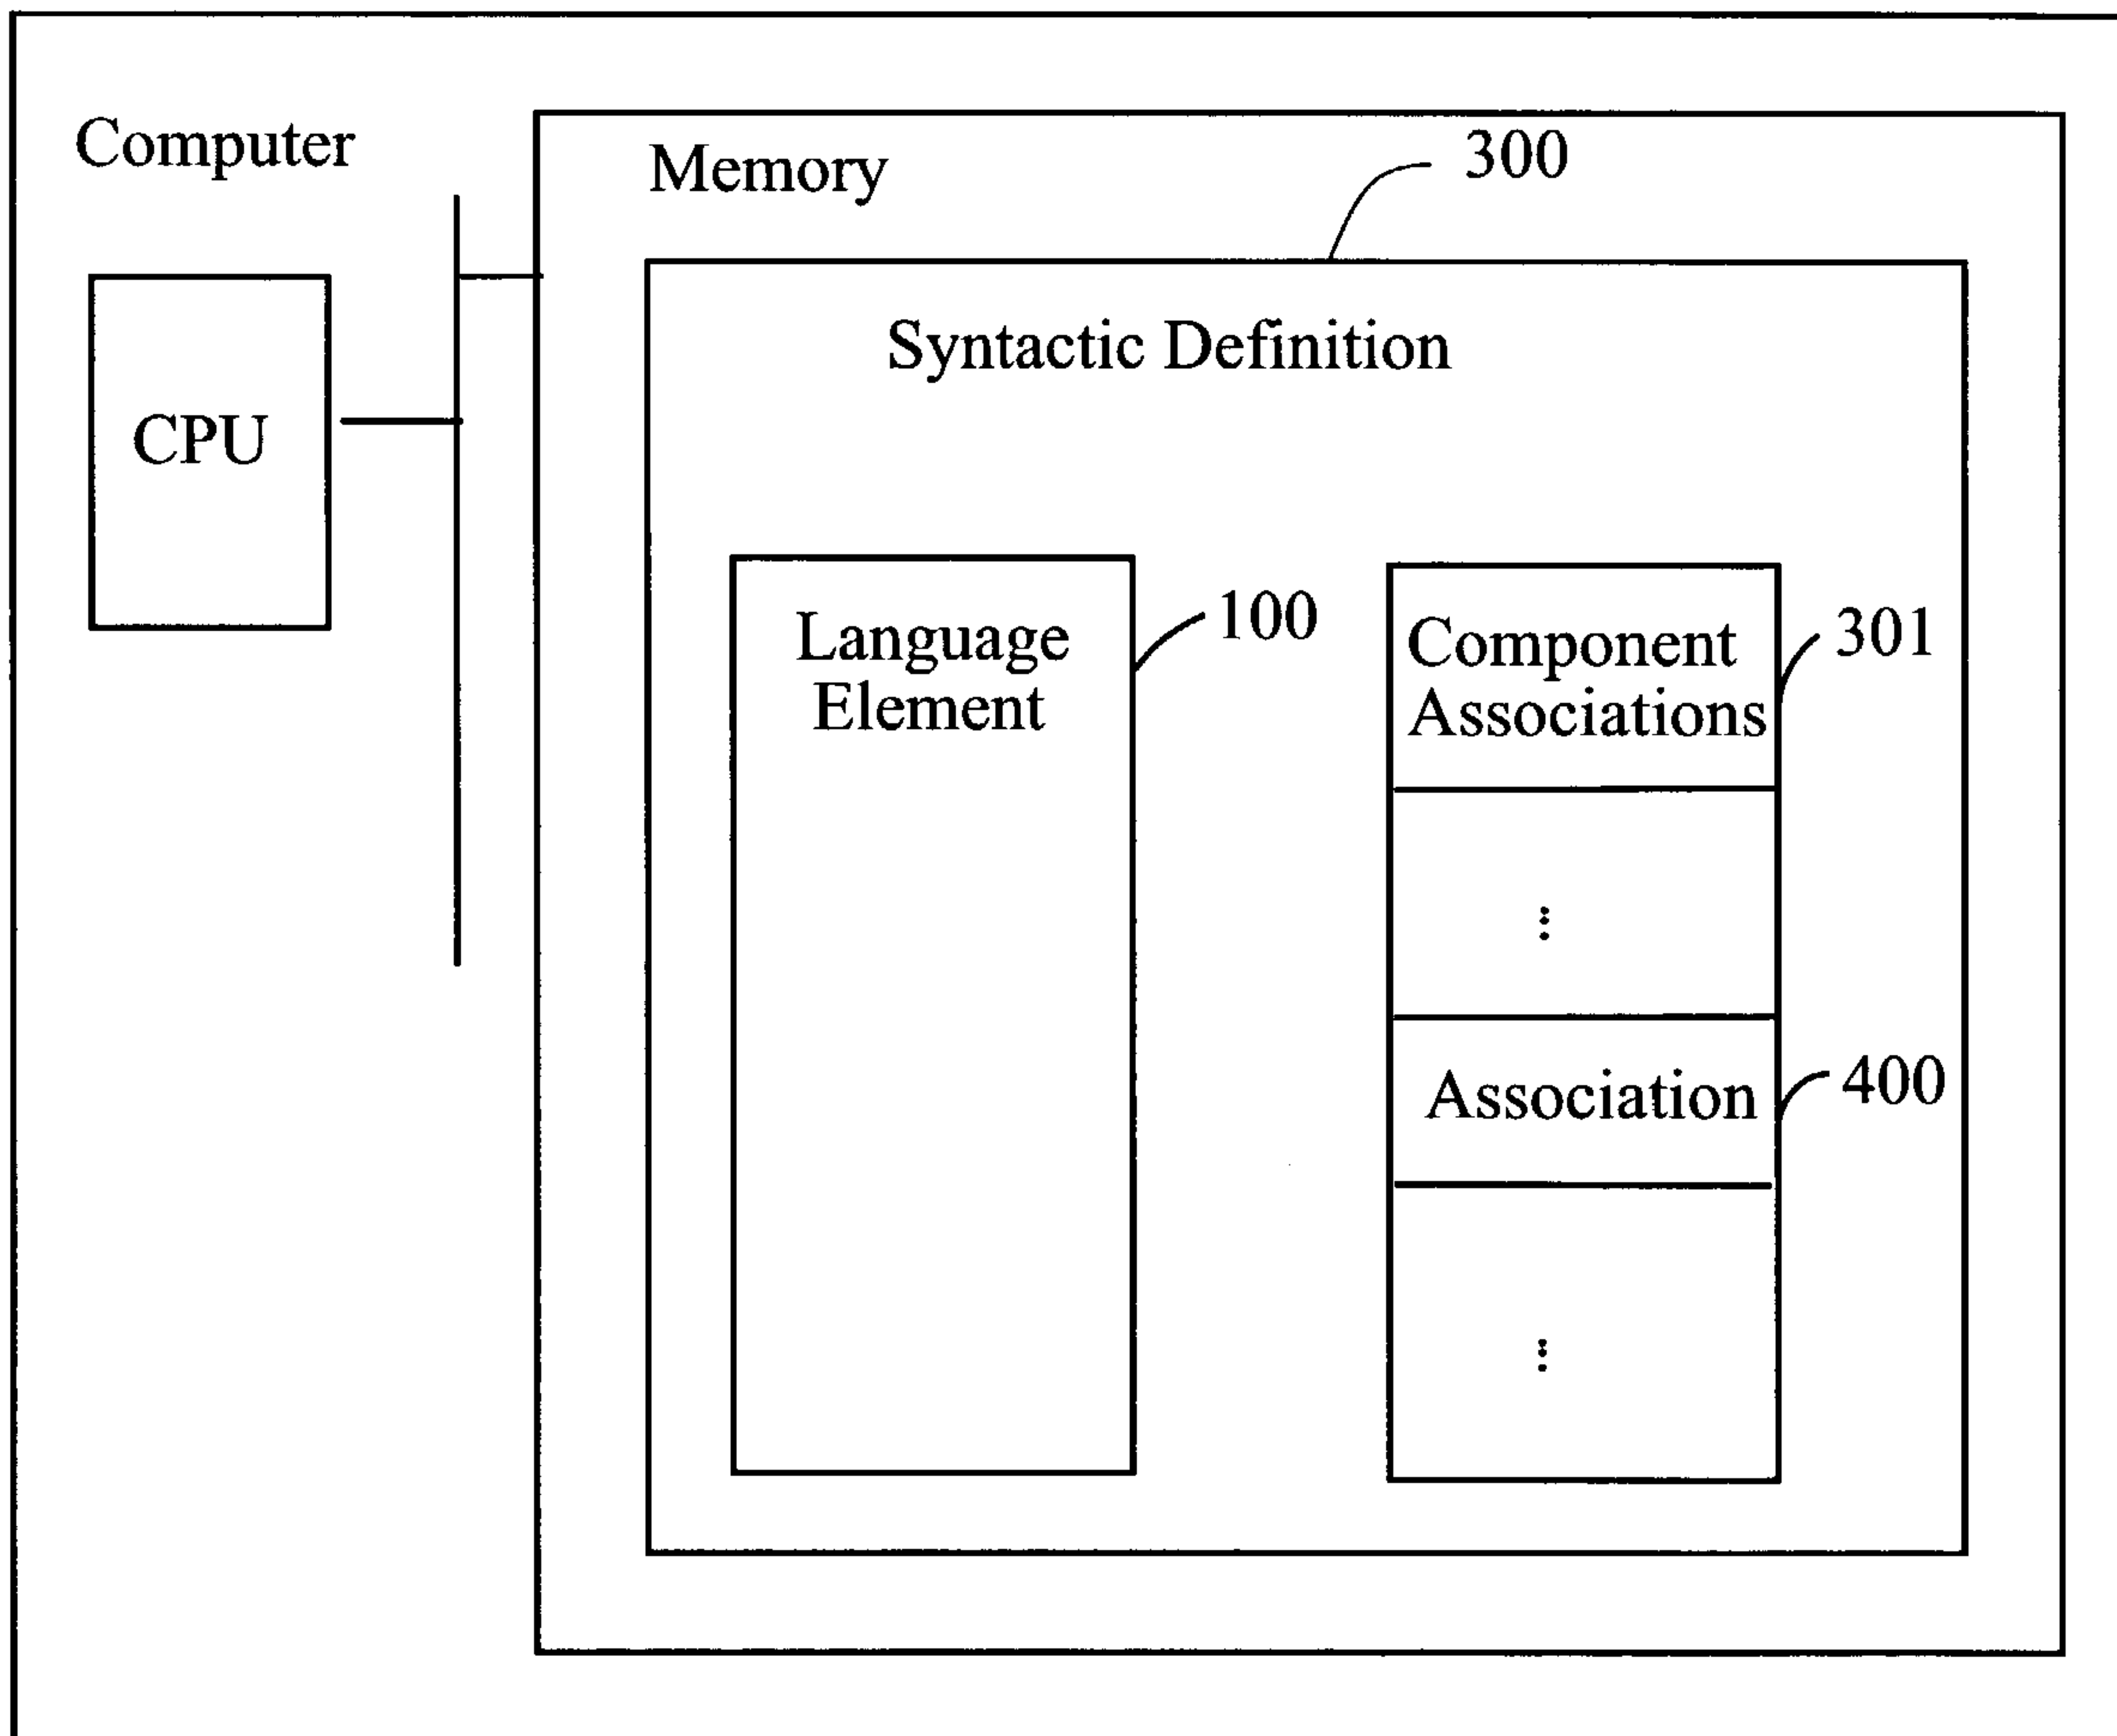 Computer
Memory
300
Syntactic Definition
CPU
Language
Element
100
Component
Associations
301
Association
400